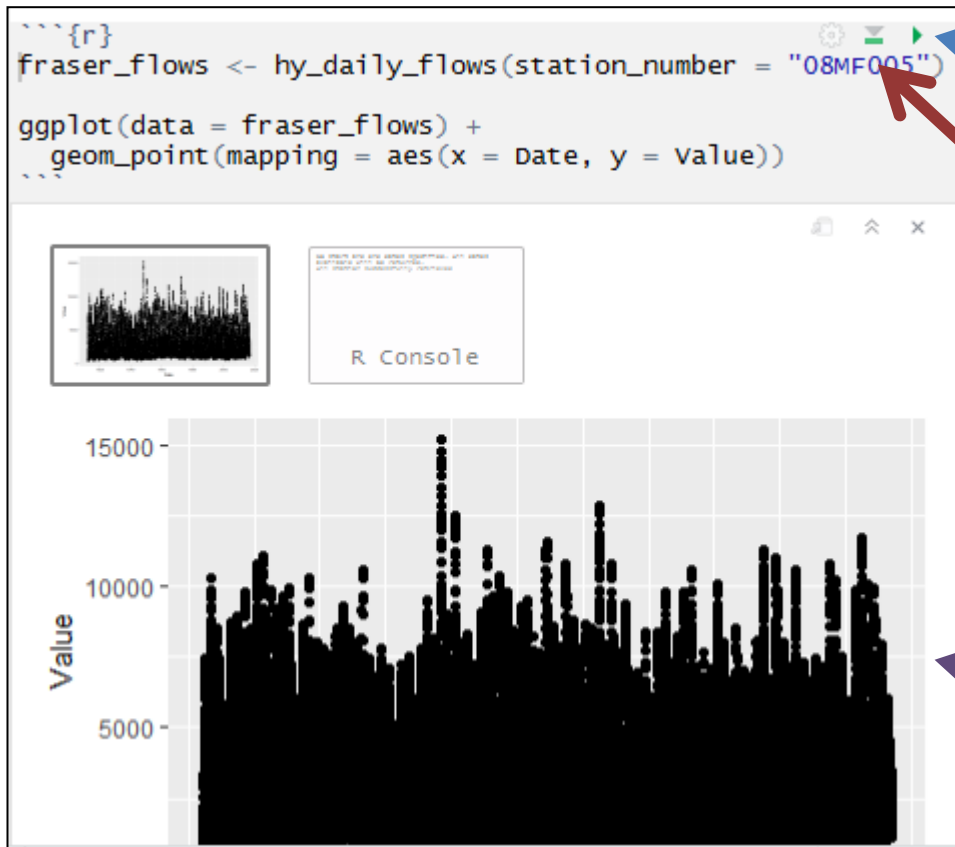 ```{r}
fraser_flows <- hy_daily_flows(station_number = "08MF005")
ggplot(data = fraser_flows) +
  geom_point(mapping = aes(x = Date, y = Value))
```
R Console
15000
10000
Value
5000